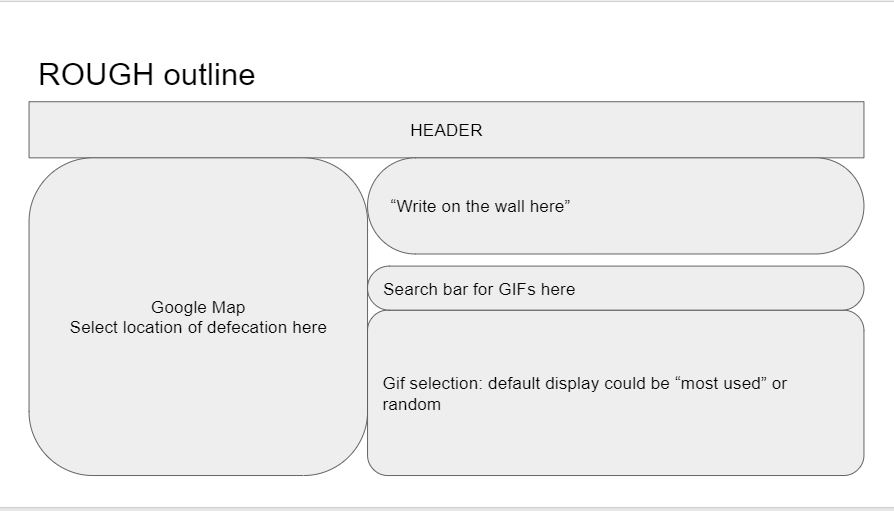 ROUGH outline
HEADER
“Write on the wall here”
Google Map
Select location of defecation here
Search bar for GIFs here
Gif selection: default display could be “most used” or
random